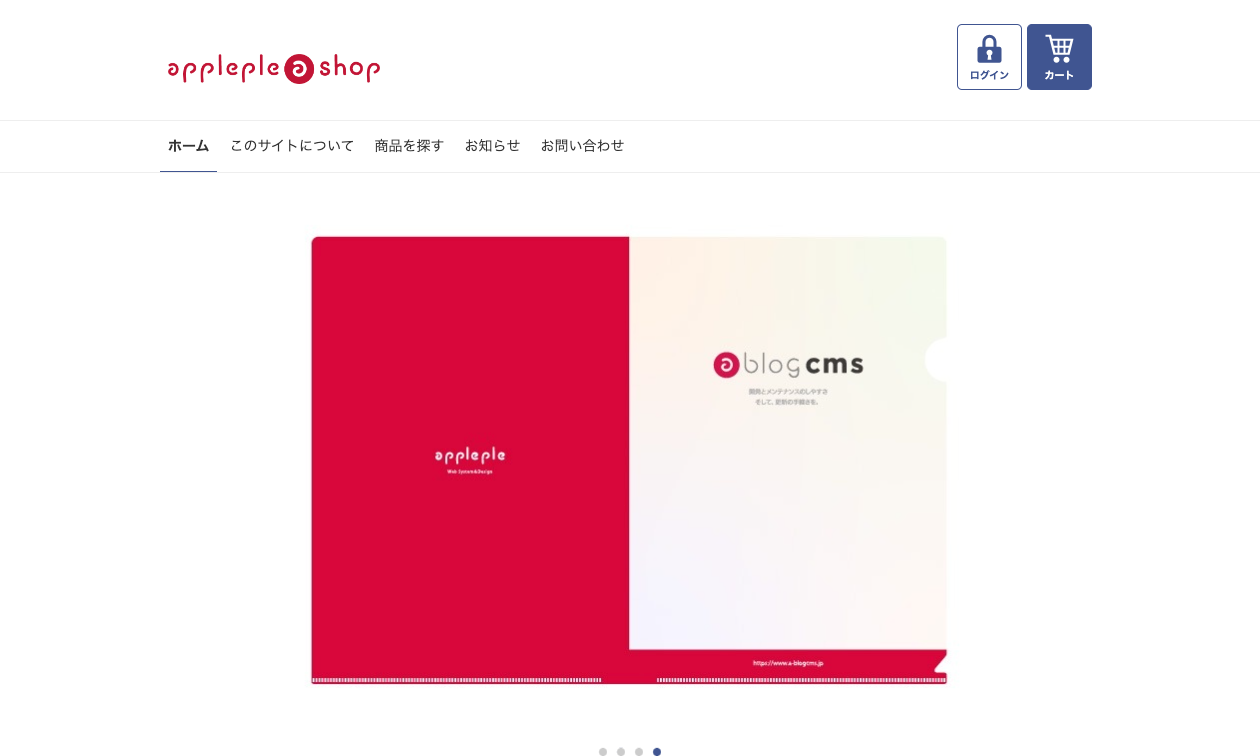 appleple a shop
ログイン
カート
ホーム
このサイトについて
商品を探す
お知らせ
お問い合わせ
a blog cms
開発とメンテナンスのしやすさ
そして、更新の手軽さを。
appleple
Web System&Design
https://www.a-blogcms.jp